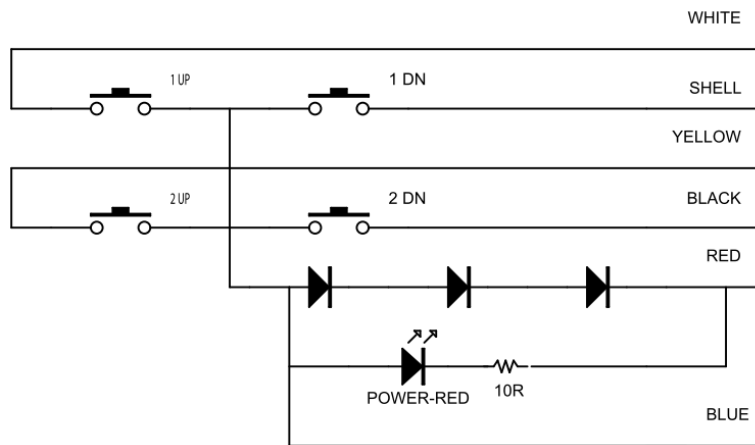 WHITE
1 UP
1 DN
SHELL
YELLOW
2 UP
2 DN
BLACK
RED
POWER-RED
10R
BLUE